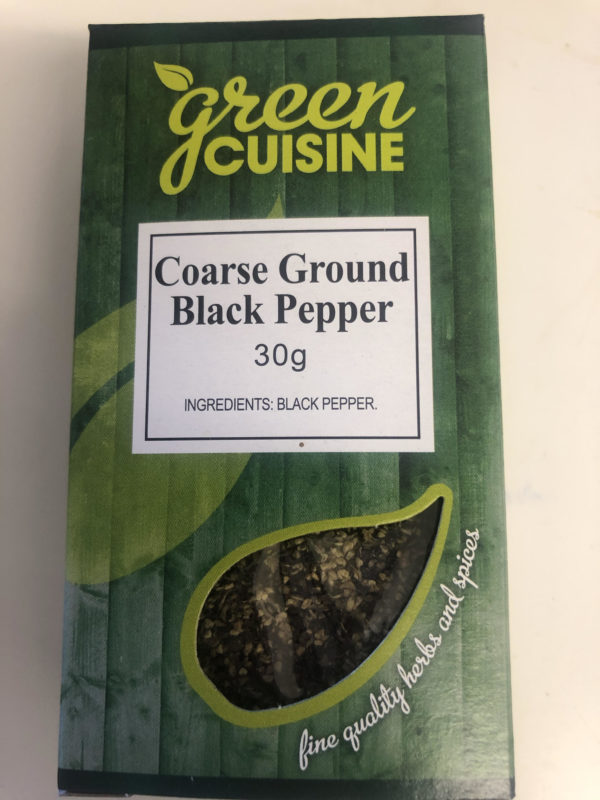 green
CUISINE
Coarse Ground
Black Pepper
30g
INGREDIENTS: BLACK PEPPER.
fine quality herbs and spices